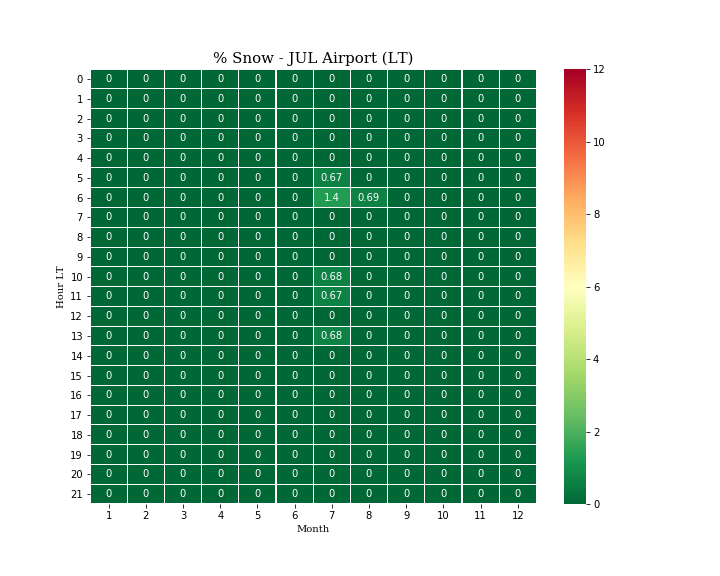 % Snow - JUL Airport (LT)
0 0 0 0 0 0 0 0 0 0 0 0 0
1 0 0 0 0 0 0 0 0 0 0 0 0
2 0 0 0 0 0 0 0 0 0 0 0 0
3 0 0 0 0 0 0 0 0 0 0 0 0
4 0 0 0 0 0 0 0 0 0 0 0 0
5 0 0 0 0 0 0 0.67 0 0 0 0 0
6 0 0 0 0 0 0 1.4 0.69 0 0 0 0
7 0 0 0 0 0 0 0 0 0 0 0 0
8 0 0 0 0 0 0 0 0 0 0 0 0
9 0 0 0 0 0 0 0 0 0 0 0 0
10 0 0 0 0 0 0 0.68 0 0 0 0 0
11 0 0 0 0 0 0 0.67 0 0 0 0 0
12 0 0 0 0 0 0 0 0 0 0 0 0
13 0 0 0 0 0 0 0.68 0 0 0 0 0
14 0 0 0 0 0 0 0 0 0 0 0 0
15 0 0 0 0 0 0 0 0 0 0 0 0
16 0 0 0 0 0 0 0 0 0 0 0 0
17 0 0 0 0 0 0 0 0 0 0 0 0
18 0 0 0 0 0 0 0 0 0 0 0 0
19 0 0 0 0 0 0 0 0 0 0 0 0
20 0 0 0 0 0 0 0 0 0 0 0 0
21 0 0 0 0 0 0 0 0 0 0 0 0
1 2 3 4 5 6 7 8 9 10 11 12
Month
Hour LT
12
10
8
6
4
2
0